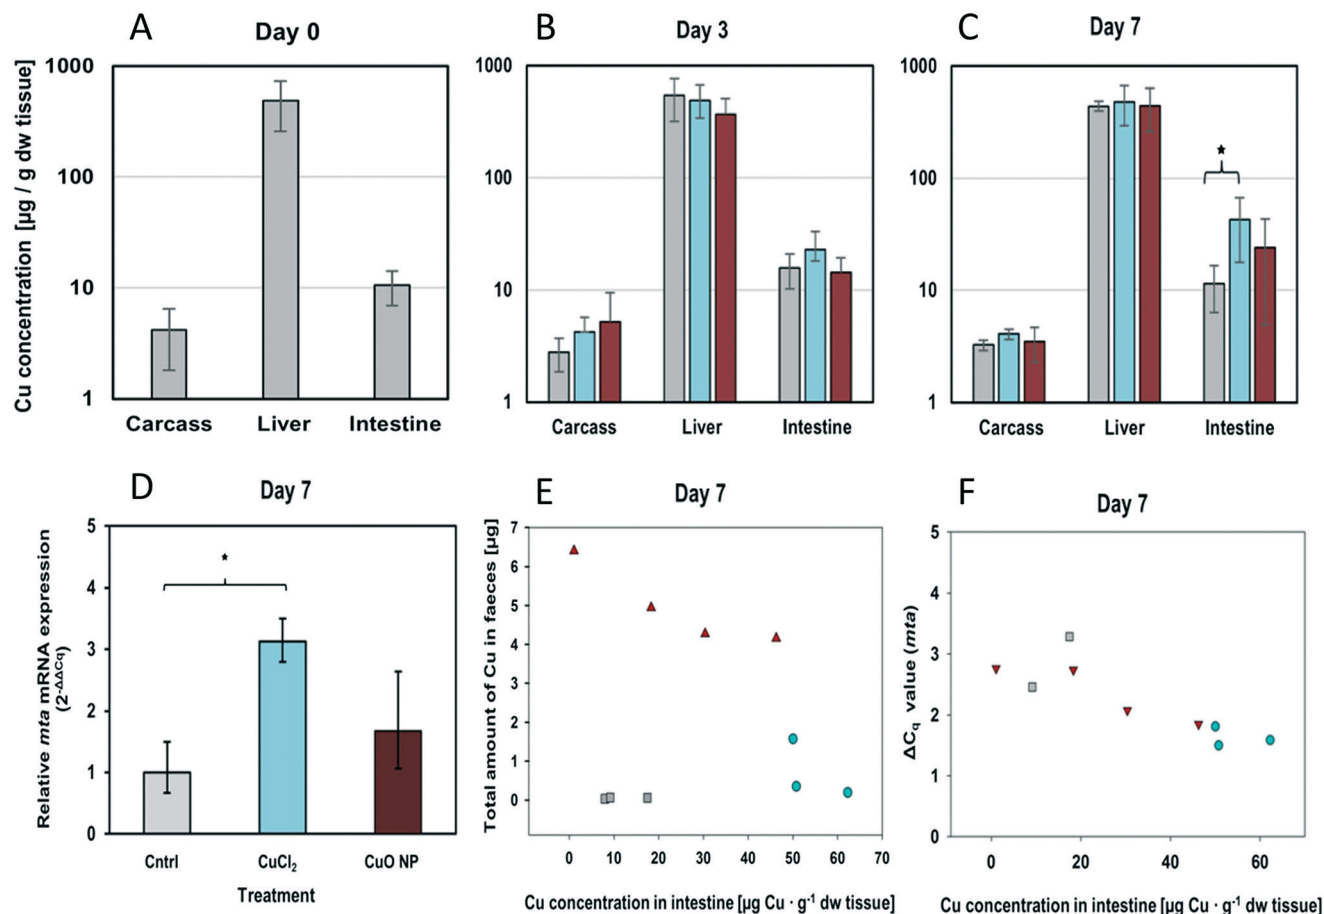 A
Day 0
B
Day 3
C
Day 7
Cu concentration [µg / g dw tissue]
1000
100
10
1
Carcass
Liver
Intestine
1000
100
10
1
Carcass
Liver
Intestine
1000
100
10
1
*
Carcass
Liver
Intestine
D
Day 7
Relative mta mRNA expression
(2-ΔΔCq)
5
4
3
2
1
0
*
Cntrl
CuCl2
CuO NP
Treatment
E
Day 7
Total amount of Cu in faeces [µg]
7
6
5
4
3
2
1
0
0
10
20
30
40
50
60
70
Cu concentration in intestine [µg Cu · g-1 dw tissue]
F
Day 7
ΔCq value (mta)
5
4
3
2
1
0
0
20
40
60
Cu concentration in intestine [µg Cu · g-1 dw tissue]